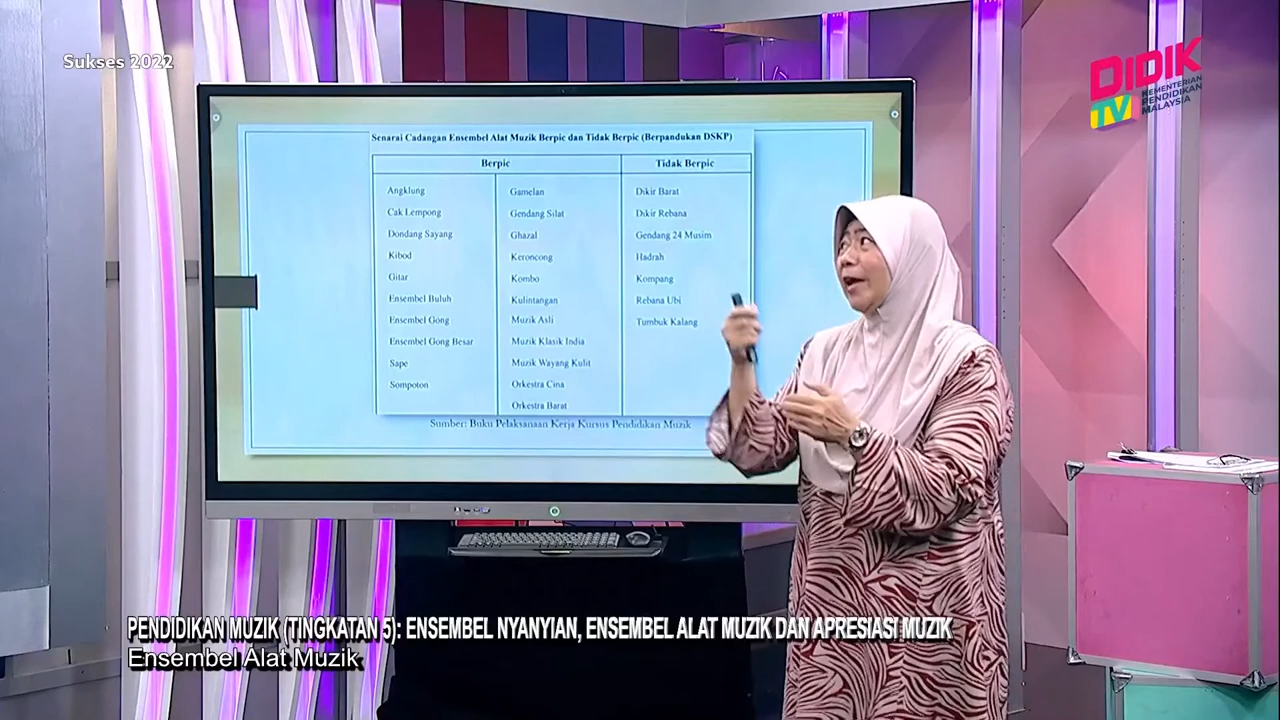 Sukses 2022
DIDIK
TV
KEMENTERIAN
PENDIDIKAN
MALAYSIA
Senarai Cadangan Ensembel Alat Muzik Berpic dan Tidak Berpic (Berpandukan DSKP)
Berpic
Tidak Berpic
Angklung
Cak Lempong
Dondang Sayang
Kibod
Gitar
Ensembel Buluh
Ensembel Gong
Ensembel Gong Besar
Sape
Sompoton
Gamelan
Gendang Silat
Ghazal
Keroncong
Kombo
Kulintangan
Muzik Asli
Muzik Klasik India
Muzik Wayang Kulit
Orkestra Cina
Orkestra Barat
Dikir Barat
Dikir Rebana
Gendang 24 Musim
Hadrah
Kompang
Rebana Ubi
Tumbuk Kalang
Sumber: Buku Pelaksanaan Kerja Kursus Pendidikan Muzik
PENDIDIKAN MUZIK (TINGKATAN 5): ENSEMBEL NYANYIAN, ENSEMBEL ALAT MUZIK DAN APRESIASI MUZIK
Ensembel Alat Muzik